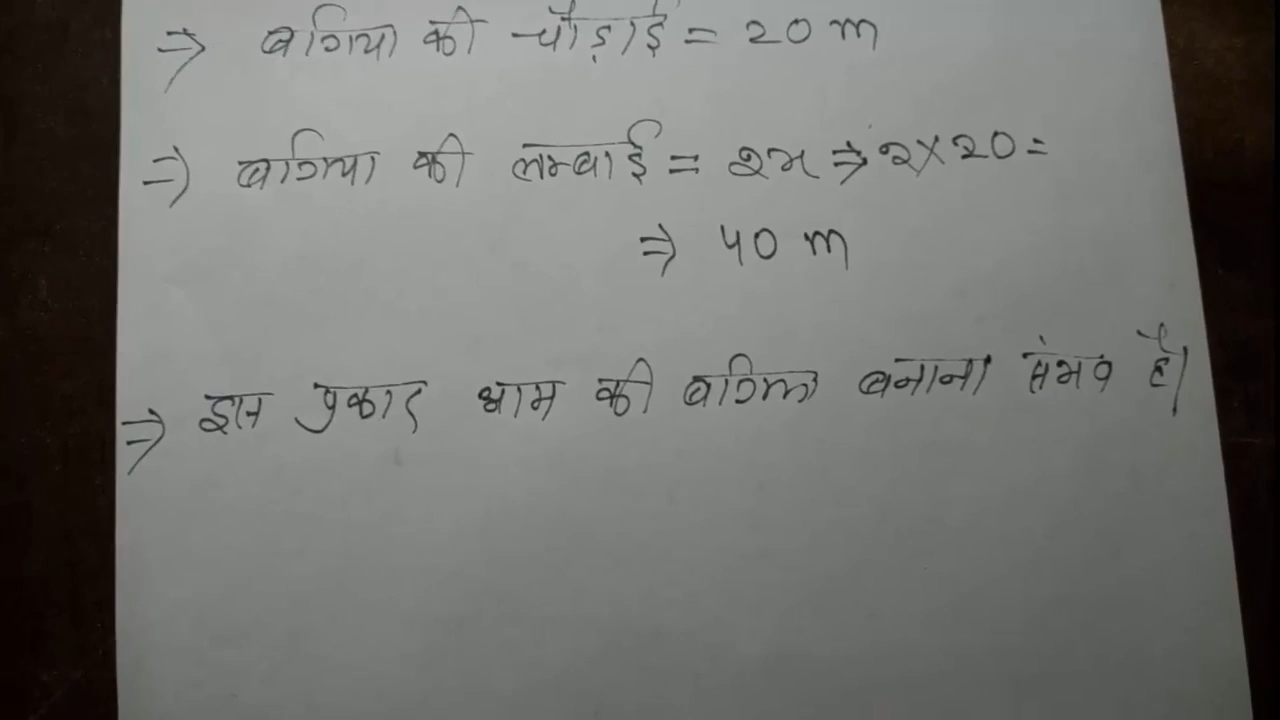 ⇒ बगिया की चौड़ाई = 20 m
⇒ बगिया की लम्बाई = 2x ⇒ 2×20=
⇒ 40 m
⇒ इस प्रकार आम की बगिया बनाना संभव है।